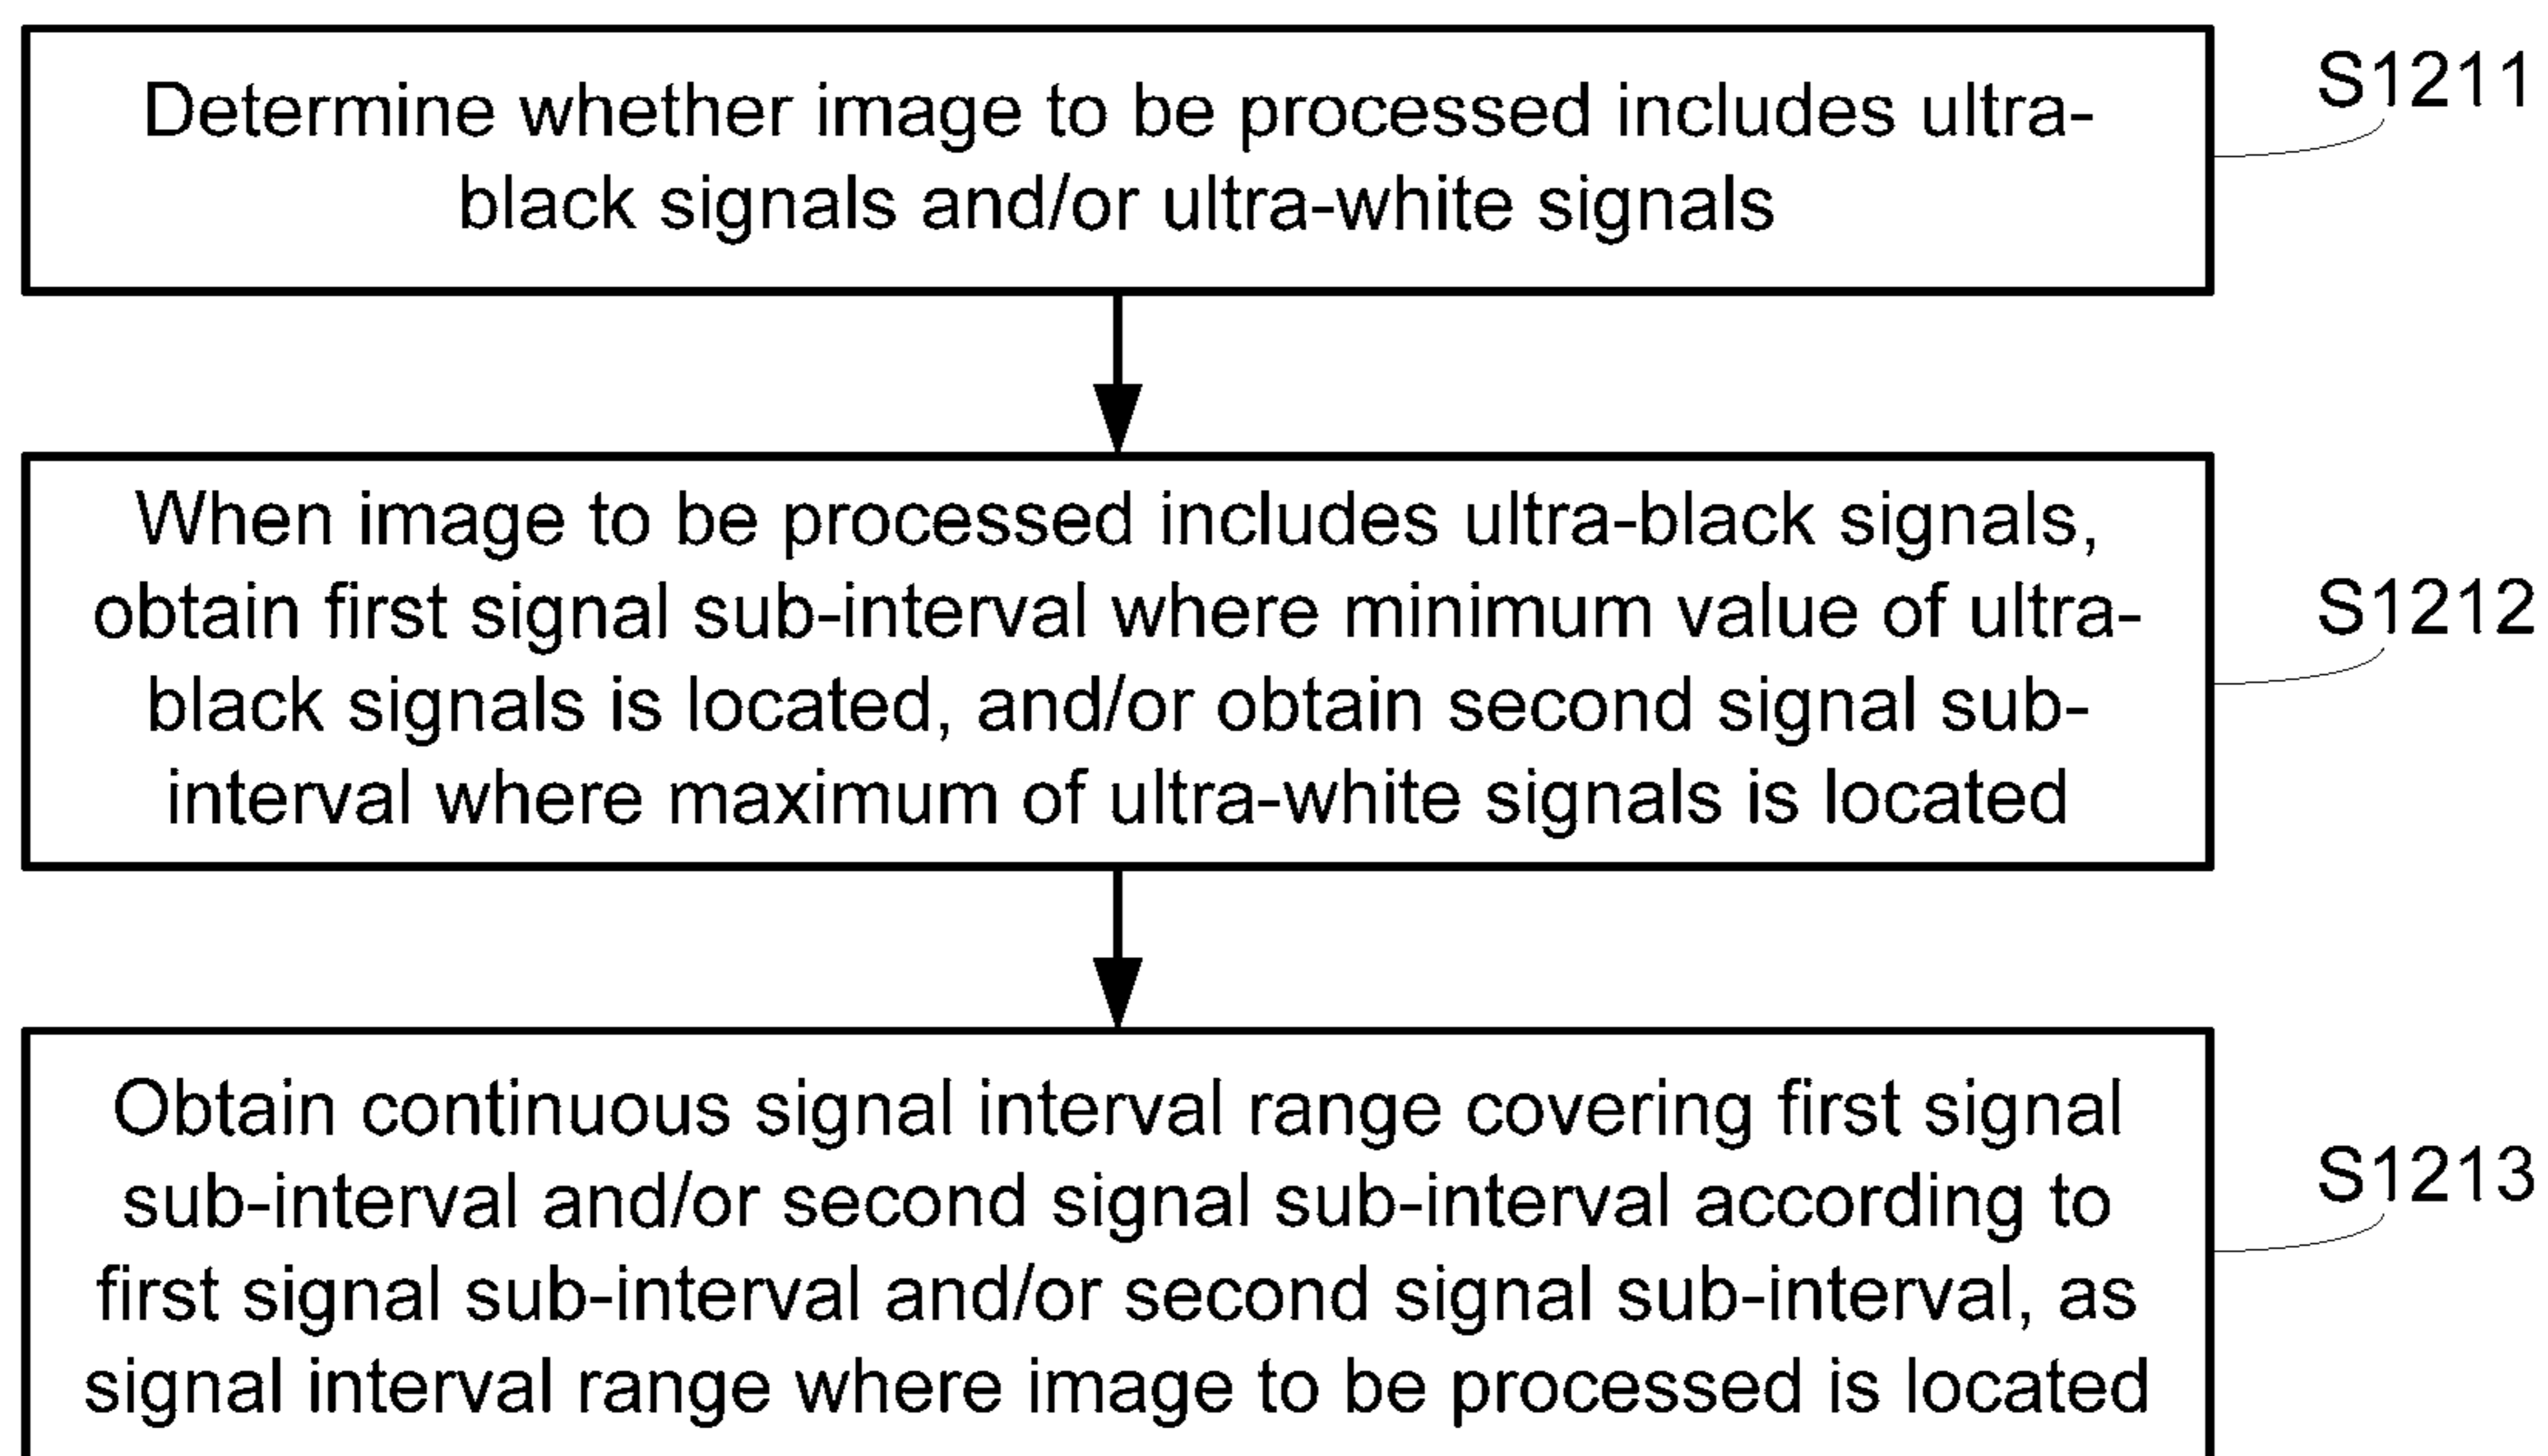 Determine whether image to be processed includes ultra-
black signals and/or ultra-white signals
S1211
When image to be processed includes ultra-black signals,
obtain first signal sub-interval where minimum value of ultra-
black signals is located, and/or obtain second signal sub-
interval where maximum of ultra-white signals is located
S1212
Obtain continuous signal interval range covering first signal
sub-interval and/or second signal sub-interval according to
first signal sub-interval and/or second signal sub-interval, as
signal interval range where image to be processed is located
S1213